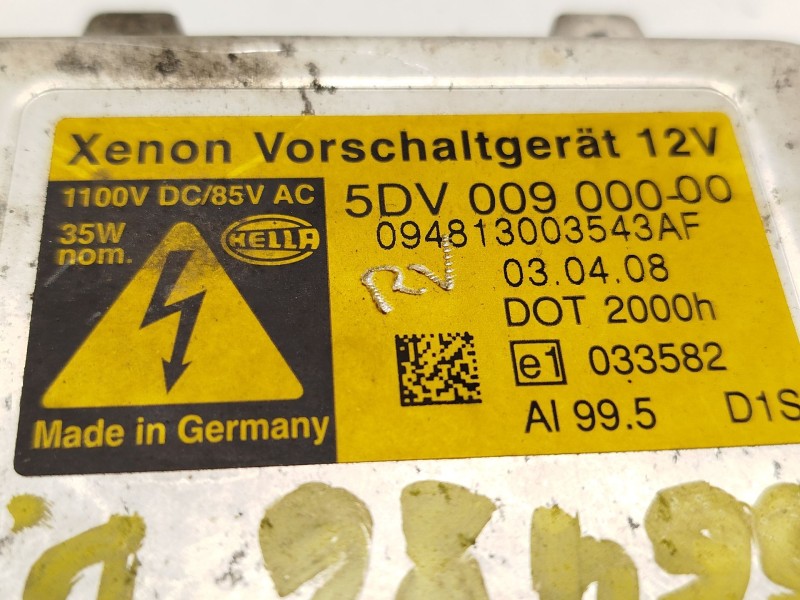 Xenon Vorschaltgerät 12V
1100V DC/85V AC
35W
nom.
HELLA
Made in Germany
5DV 009 000-00
094813003543AF
RV
03.04.08
DOT 2000h
e1 033582
Al 99.5 D1S